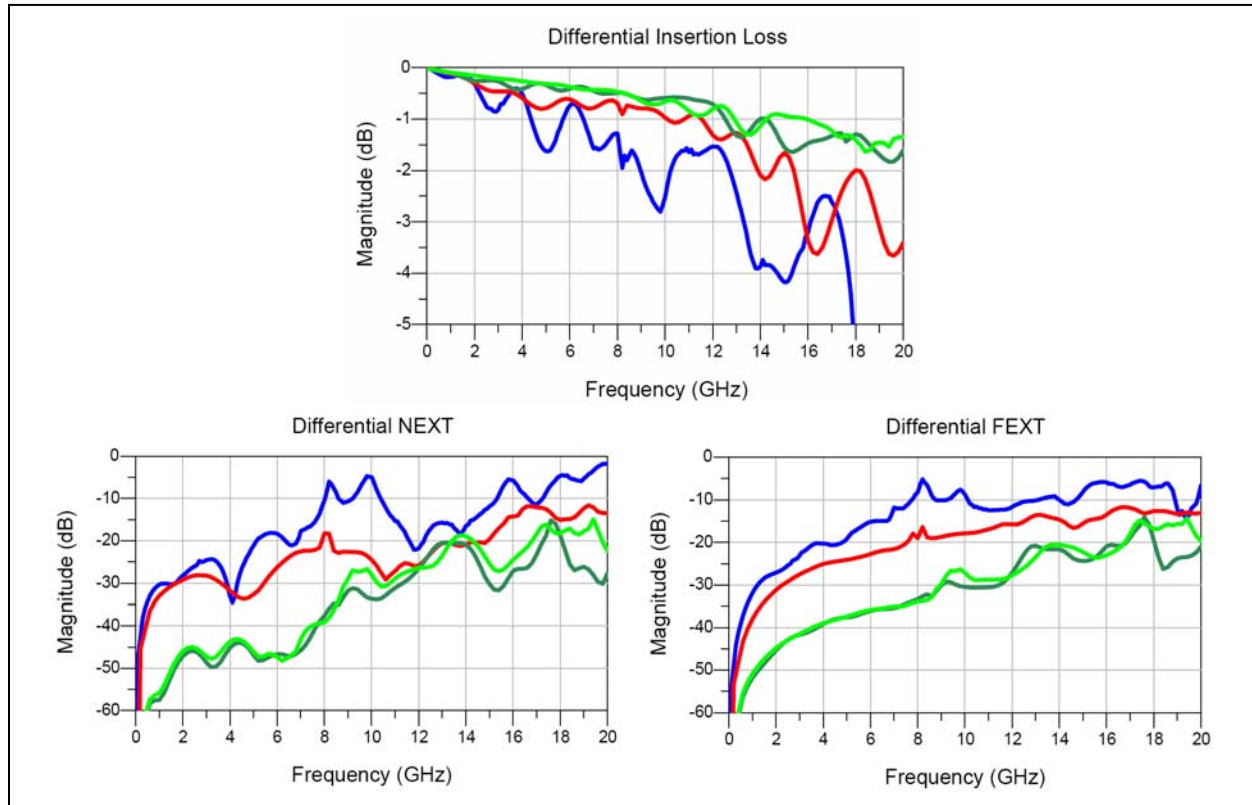 Differential Insertion Loss
Magnitude (dB)
0
-1
-2
-3
-4
-5
0 2 4 6 8 10 12 14 16 18 20
Frequency (GHz)
Differential NEXT
Magnitude (dB)
0
-10
-20
-30
-40
-50
-60
0 2 4 6 8 10 12 14 16 18 20
Frequency (GHz)
Differential FEXT
Magnitude (dB)
0
-10
-20
-30
-40
-50
-60
0 2 4 6 8 10 12 14 16 18 20
Frequency (GHz)